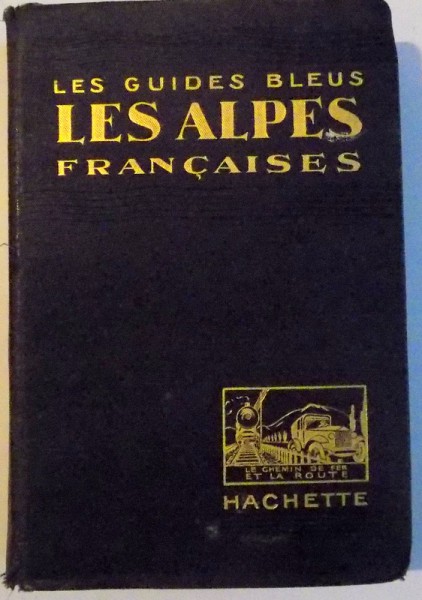 LES GUIDES BLEUS
LES ALPES
FRANÇAISES
LE CHEMIN DE FER
ET LA ROUTE
HACHETTE